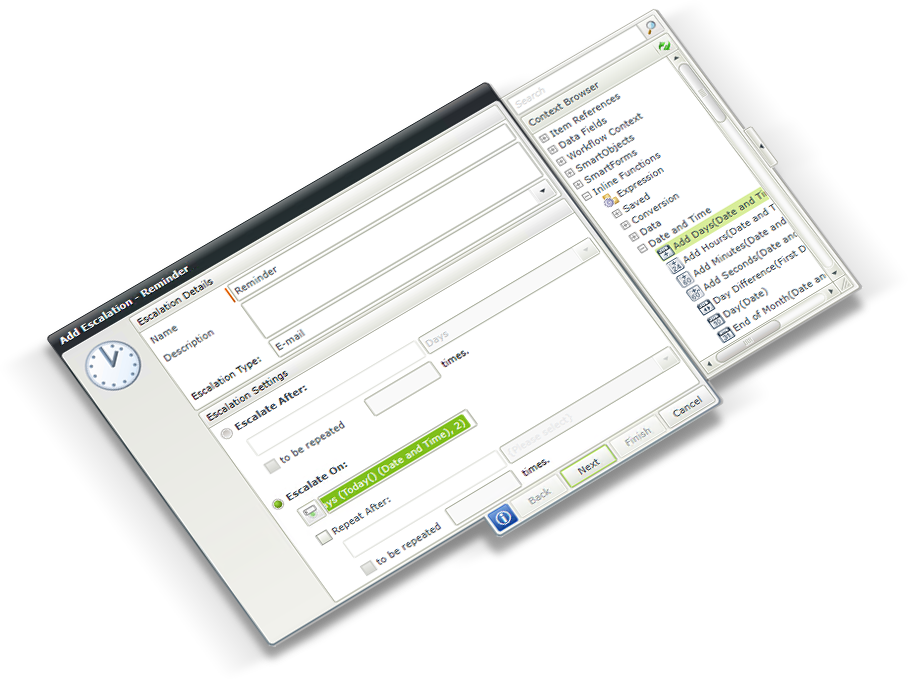 Add Escalation - Reminder
Escalation Details
Name
Reminder
Description
Escalation Type:
E-mail
Escalation Settings
Escalate After:
Days
to be repeated
times.
Escalate On:
ys (Today() (Date and Time), 2)
Repeat After:
(Please select)
to be repeated
times.
Back
Next
Finish
Cancel
Search
Context Browser
Item References
Data Fields
Workflow Context
SmartObjects
SmartForms
Inline Functions
Expression
Saved
Conversion
Data
Date and Time
Add Days(Date and Ti
Add Hours(Date and T
Add Minutes(Date and
Add Seconds(Date and
Day Difference(First D
Day(Date)
End of Month(Date an